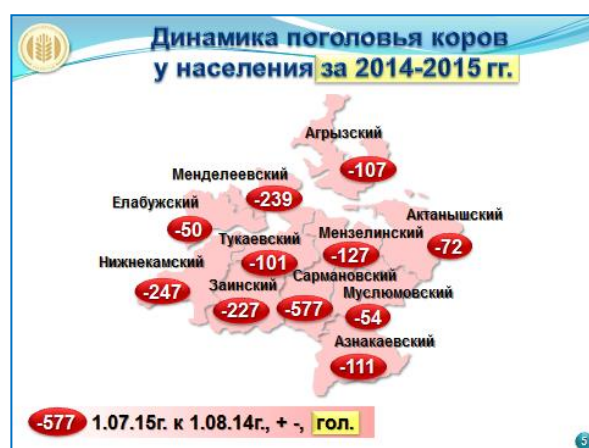 Динамика поголовья коров
у населения за 2014-2015 гг.
Агрызский
-107
Менделеевский
-239
Елабужский
-50
Актанышский
-72
Тукаевский
-101
Мензелинский
-127
Нижнекамский
-247
Заинский
-227
Сармановский
-577
Муслюмовский
-54
Азнакаевский
-111
-577 1.07.15г. к 1.08.14г., + -, гол.
5